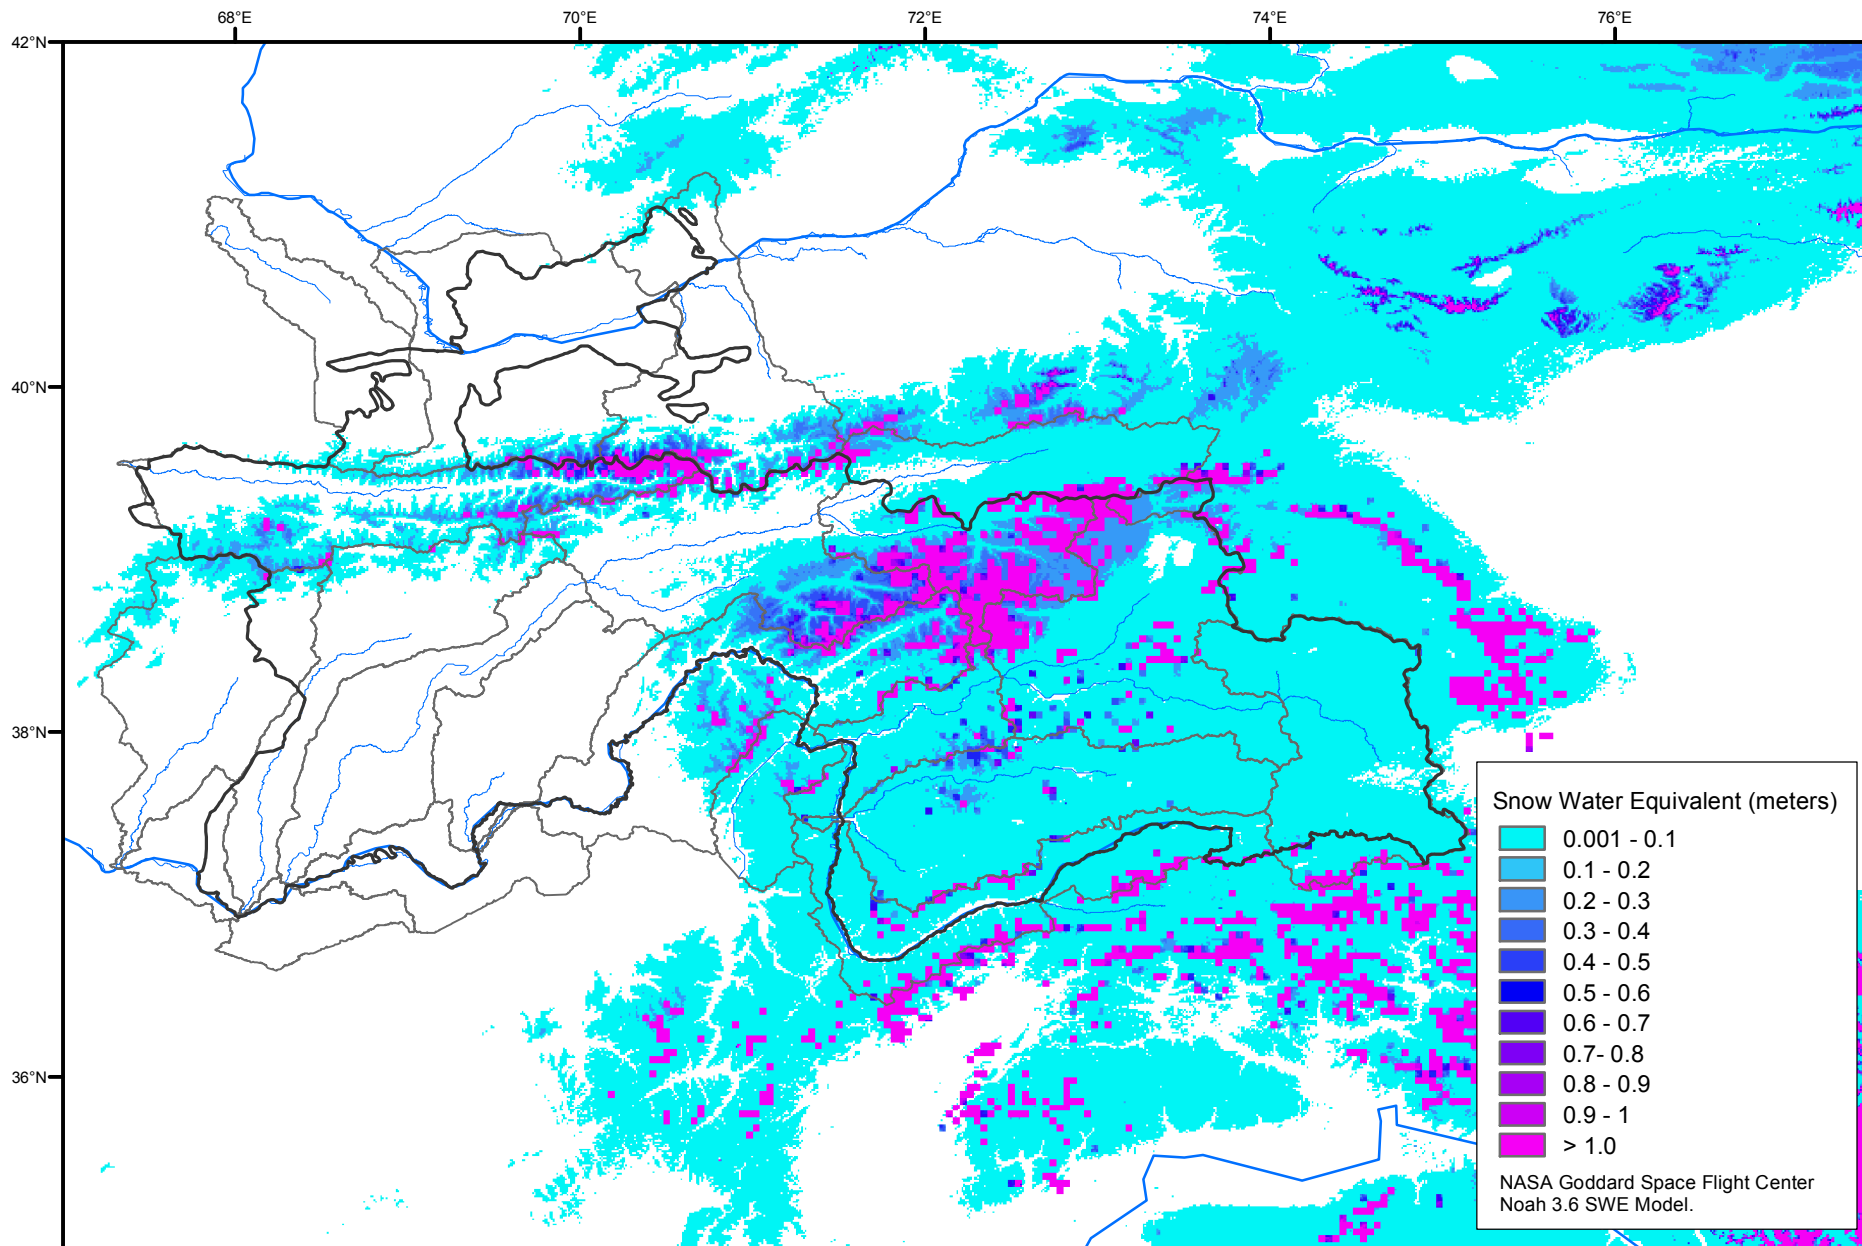 68°E 70°E 72°E 74°E 76°E
42°N
40°N
38°N
36°N
Snow Water Equivalent (meters)
0.001 - 0.1
0.1 - 0.2
0.2 - 0.3
0.3 - 0.4
0.4 - 0.5
0.5 - 0.6
0.6 - 0.7
0.7- 0.8
0.8 - 0.9
0.9 - 1
> 1.0
NASA Goddard Space Flight Center
Noah 3.6 SWE Model.